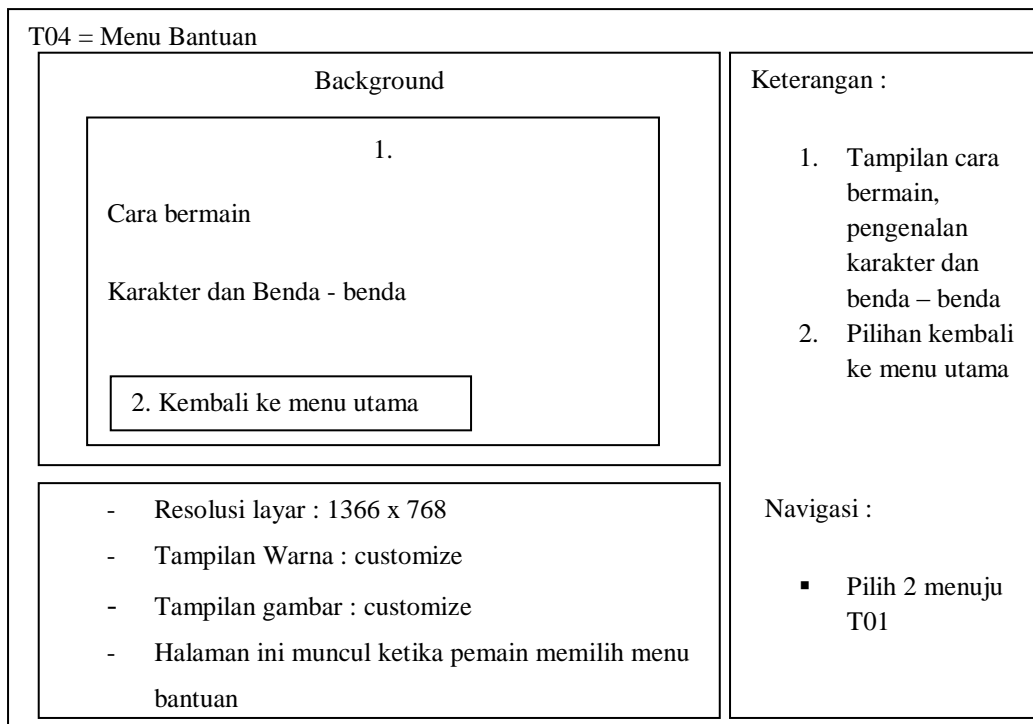 T04 = Menu Bantuan
Background
1.
Cara bermain
Karakter dan Benda - benda
2. Kembali ke menu utama
- Resolusi layar : 1366 x 768
- Tampilan Warna : customize
- Tampilan gambar : customize
- Halaman ini muncul ketika pemain memilih menu
bantuan
Keterangan :
1. Tampilan cara
bermain,
pengenalan
karakter dan
benda – benda
2. Pilihan kembali
ke menu utama
Navigasi :
▪ Pilih 2 menuju
T01